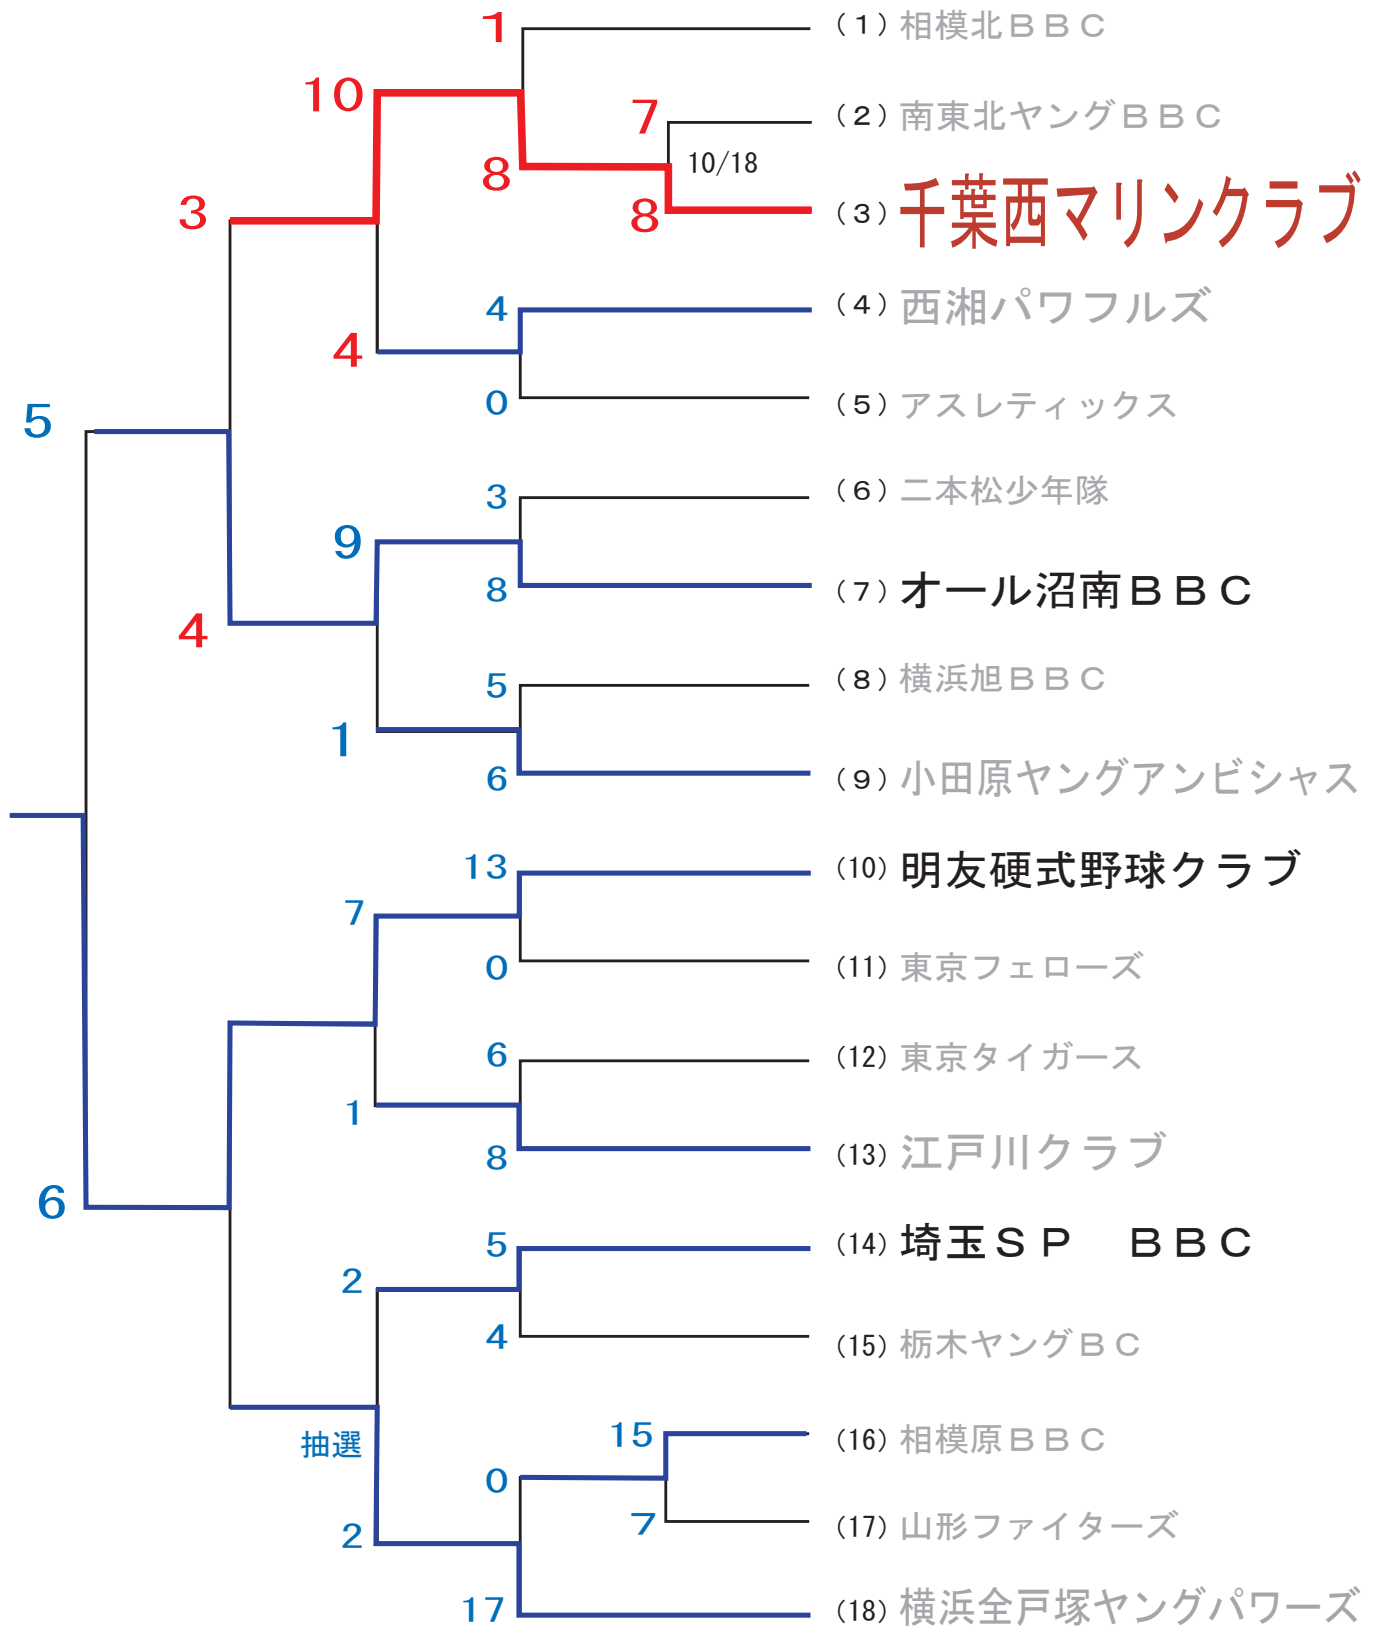 1
(1) 相模北ＢＢＣ
10
7
(2) 南東北ヤングＢＢＣ
10/18
8
3
8
(3) 千葉西マリンクラブ
4
(4) 西湘パワフルズ
4
0
(5) アスレティックス
5
3
(6) 二本松少年隊
9
8
(7) オール沼南ＢＢＣ
4
5
(8) 横浜旭ＢＢＣ
1
6
(9) 小田原ヤングアンビシャス
13
(10) 明友硬式野球クラブ
7
0
(11) 東京フェローズ
6
(12) 東京タイガース
1
8
(13) 江戸川クラブ
6
5
(14) 埼玉ＳＰ　ＢＢＣ
2
4
(15) 栃木ヤングＢＣ
抽選
15
(16) 相模原ＢＢＣ
0
7
(17) 山形ファイターズ
2
17
(18) 横浜全戸塚ヤングパワーズ